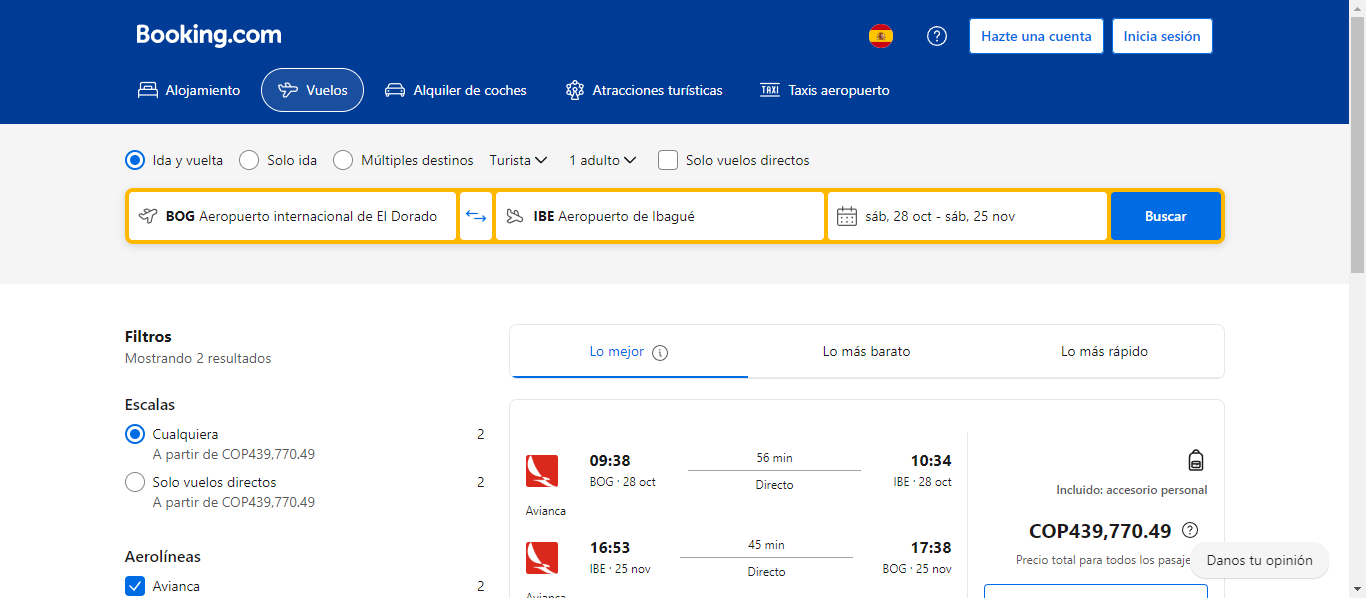 Booking.com
Hazte una cuenta
Inicia sesión
Alojamiento
Vuelos
Alquiler de coches
Atracciones turísticas
TAXI Taxis aeropuerto
Ida y vuelta
Solo ida
Múltiples destinos
Turista
1 adulto
Solo vuelos directos
BOG Aeropuerto internacional de El Dorado
IBE Aeropuerto de Ibagué
sáb, 28 oct - sáb, 25 nov
Buscar
Filtros
Mostrando 2 resultados
Escalas
Cualquiera 2
A partir de COP439,770.49
Solo vuelos directos 2
A partir de COP439,770.49
Aerolíneas
Avianca 2
Lo mejor
Lo más barato
Lo más rápido
09:38
BOG · 28 oct
56 min
Directo
10:34
IBE · 28 oct
Avianca
16:53
IBE · 25 nov
45 min
Directo
17:38
BOG · 25 nov
Avianca
Incluido: accesorio personal
COP439,770.49
Precio total para todos los pasaje
Danos tu opinión